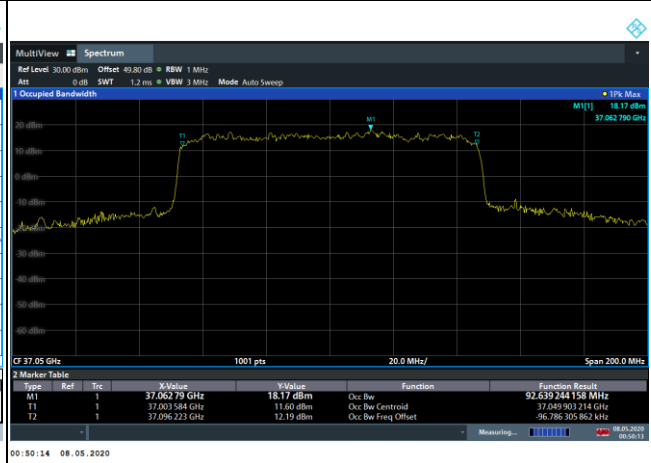 MultiView Spectrum
Ref Level 30.00 dBm Offset 49.80 dB RBW 1 MHz
Att 0 dB SWT 1.2 ms VBW 3 MHz Mode Auto Sweep
1 Occupied Bandwidth 1Pk Max
M1[1] 18.17 dBm
37.062 790 GHz
20 dBm
M1
T1
T2
10 dBm
0 dBm
-10 dBm
-20 dBm
-30 dBm
-40 dBm
-50 dBm
-60 dBm
CF 37.05 GHz 1001 pts 20.0 MHz/ Span 200.0 MHz
2 Marker Table
Type Ref Trc X-Value Y-Value Function Function Result
M1 1 37.062 79 GHz 18.17 dBm Occ Bw 92.639 244 158 MHz
T1 1 37.003 584 GHz 11.60 dBm Occ Bw Centroid 37.049 903 214 GHz
T2 1 37.096 223 GHz 12.19 dBm Occ Bw Freq Offset -96.786 305 862 kHz
Measuring... 08.05.2020
00:50:13
00:50:14 08.05.2020